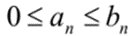 0 ≤ aₙ ≤ bₙ